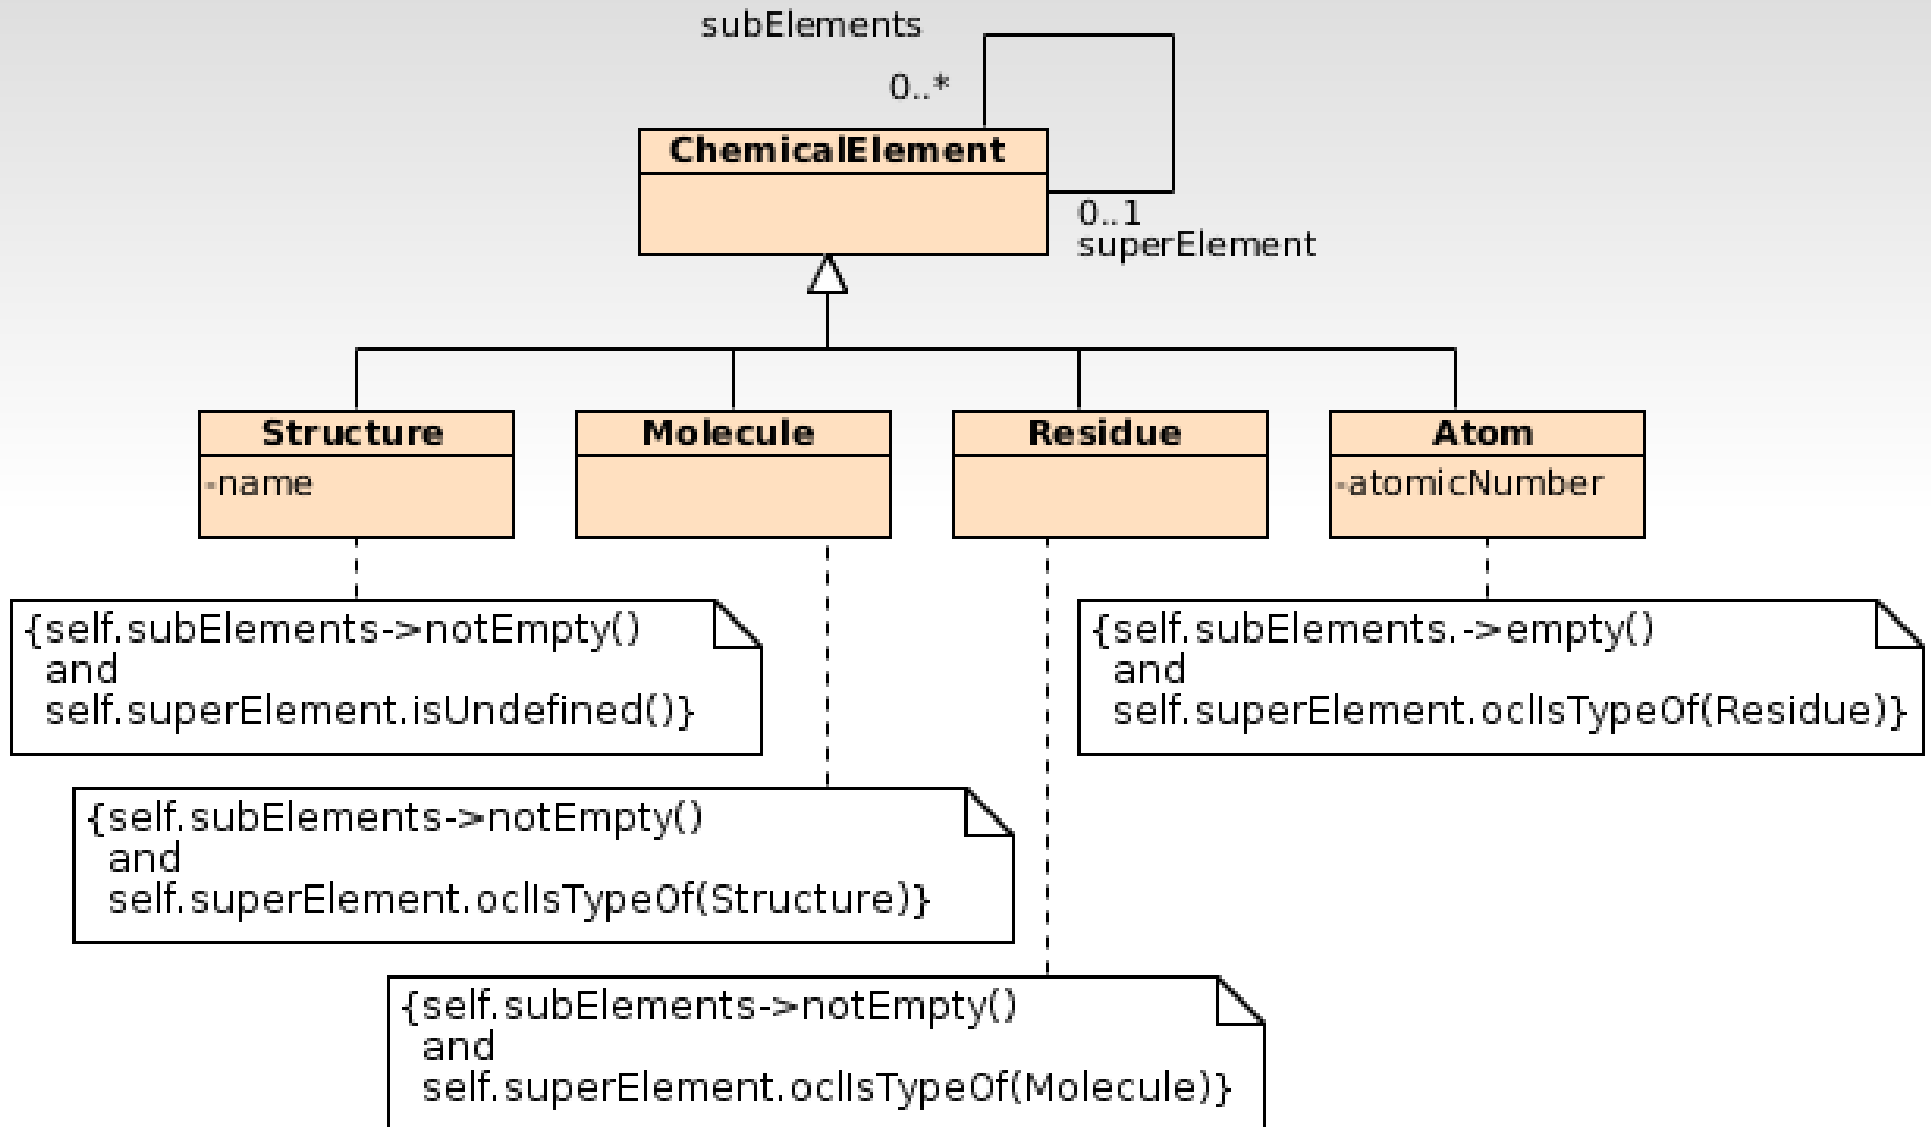 subElements
0..*
ChemicalElement
0..1
superElement
Structure
-name
Molecule
Residue
Atom
-atomicNumber
{self.subElements->notEmpty()
and
self.superElement.isUndefined()}
{self.subElements.->empty()
and
self.superElement.oclIsTypeOf(Residue)}
{self.subElements->notEmpty()
and
self.superElement.oclIsTypeOf(Structure)}
{self.subElements->notEmpty()
and
self.superElement.oclIsTypeOf(Molecule)}